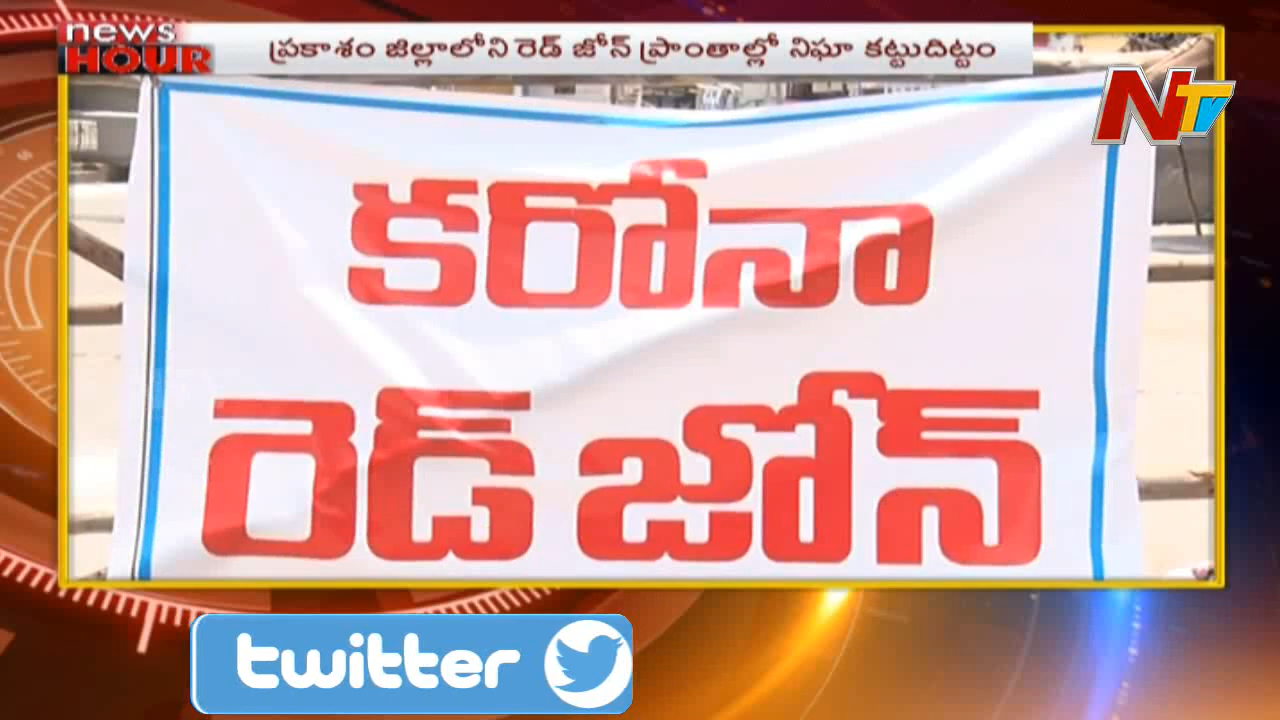 news
HOUR
ప్రకాశం జిల్లాలోని రెడ్ జోన్ ప్రాంతాల్లో నిఘా కట్టుదిట్టం
NTV
కరోనా
రెడ్ జోన్
twitter